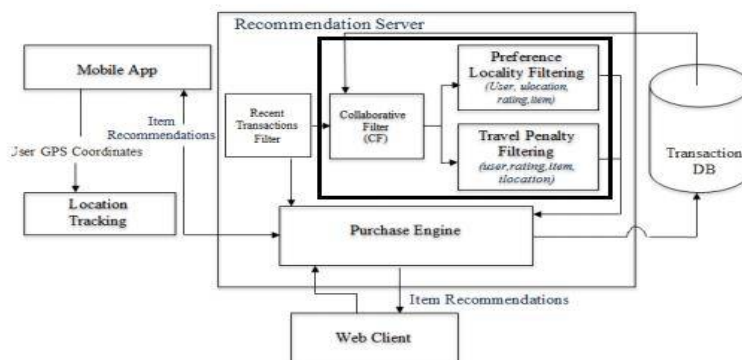 Recommendation Server
Mobile App
Item
Recommendations
User GPS Coordinates
Location
Tracking
Recent
Transactions
Filter
Collaborative
Filter
(CF)
Preference
Locality Filtering
(User, ulocation,
rating,item)
Travel Penalty
Filtering
(user,rating,item,
ilocation)
Transaction
DB
Purchase Engine
Item Recommendations
Web Client